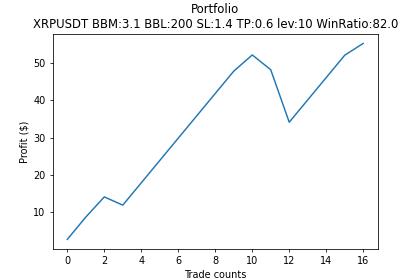 Portfolio
XRPUSDT BBM:3.1 BBL:200 SL:1.4 TP:0.6 lev:10 WinRatio:82.0
50
40
30
20
10
Profit ($)
0 2 4 6 8 10 12 14 16
Trade counts